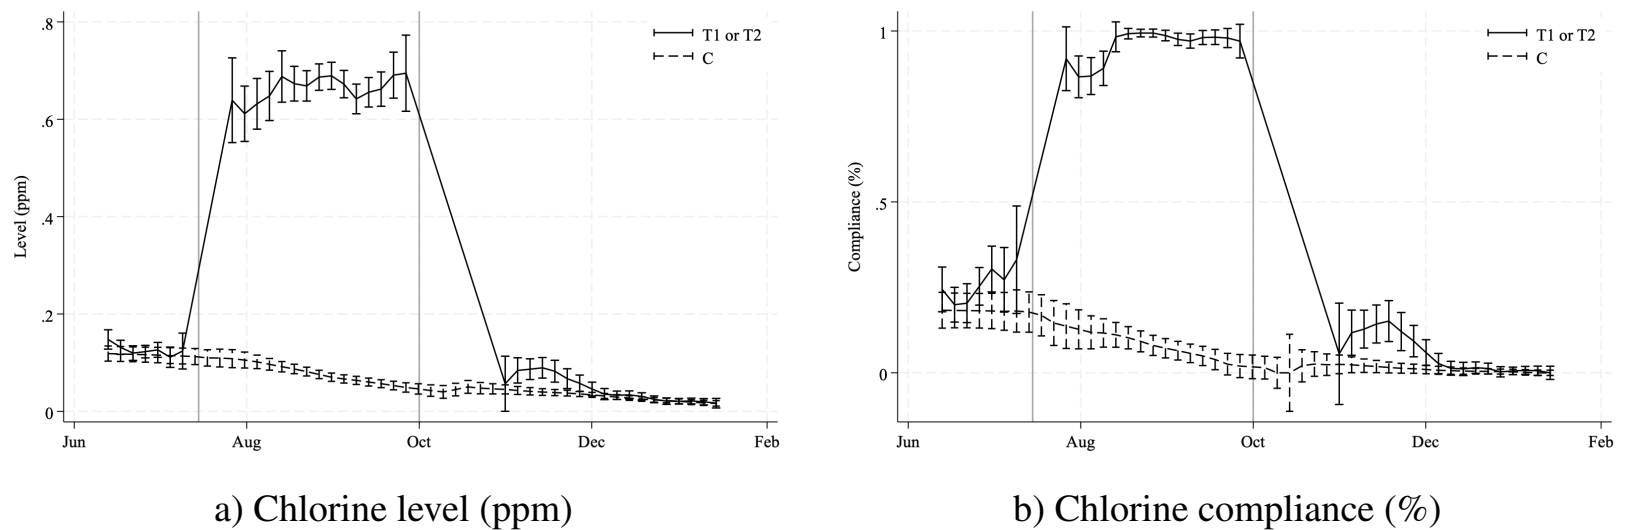 .8
.6
.4
.2
0
Level (ppm)
Jun Aug Oct Dec Feb
T1 or T2
C
a) Chlorine level (ppm)
1
.5
0
Compliance (%)
Jun Aug Oct Dec Feb
T1 or T2
C
b) Chlorine compliance (%)